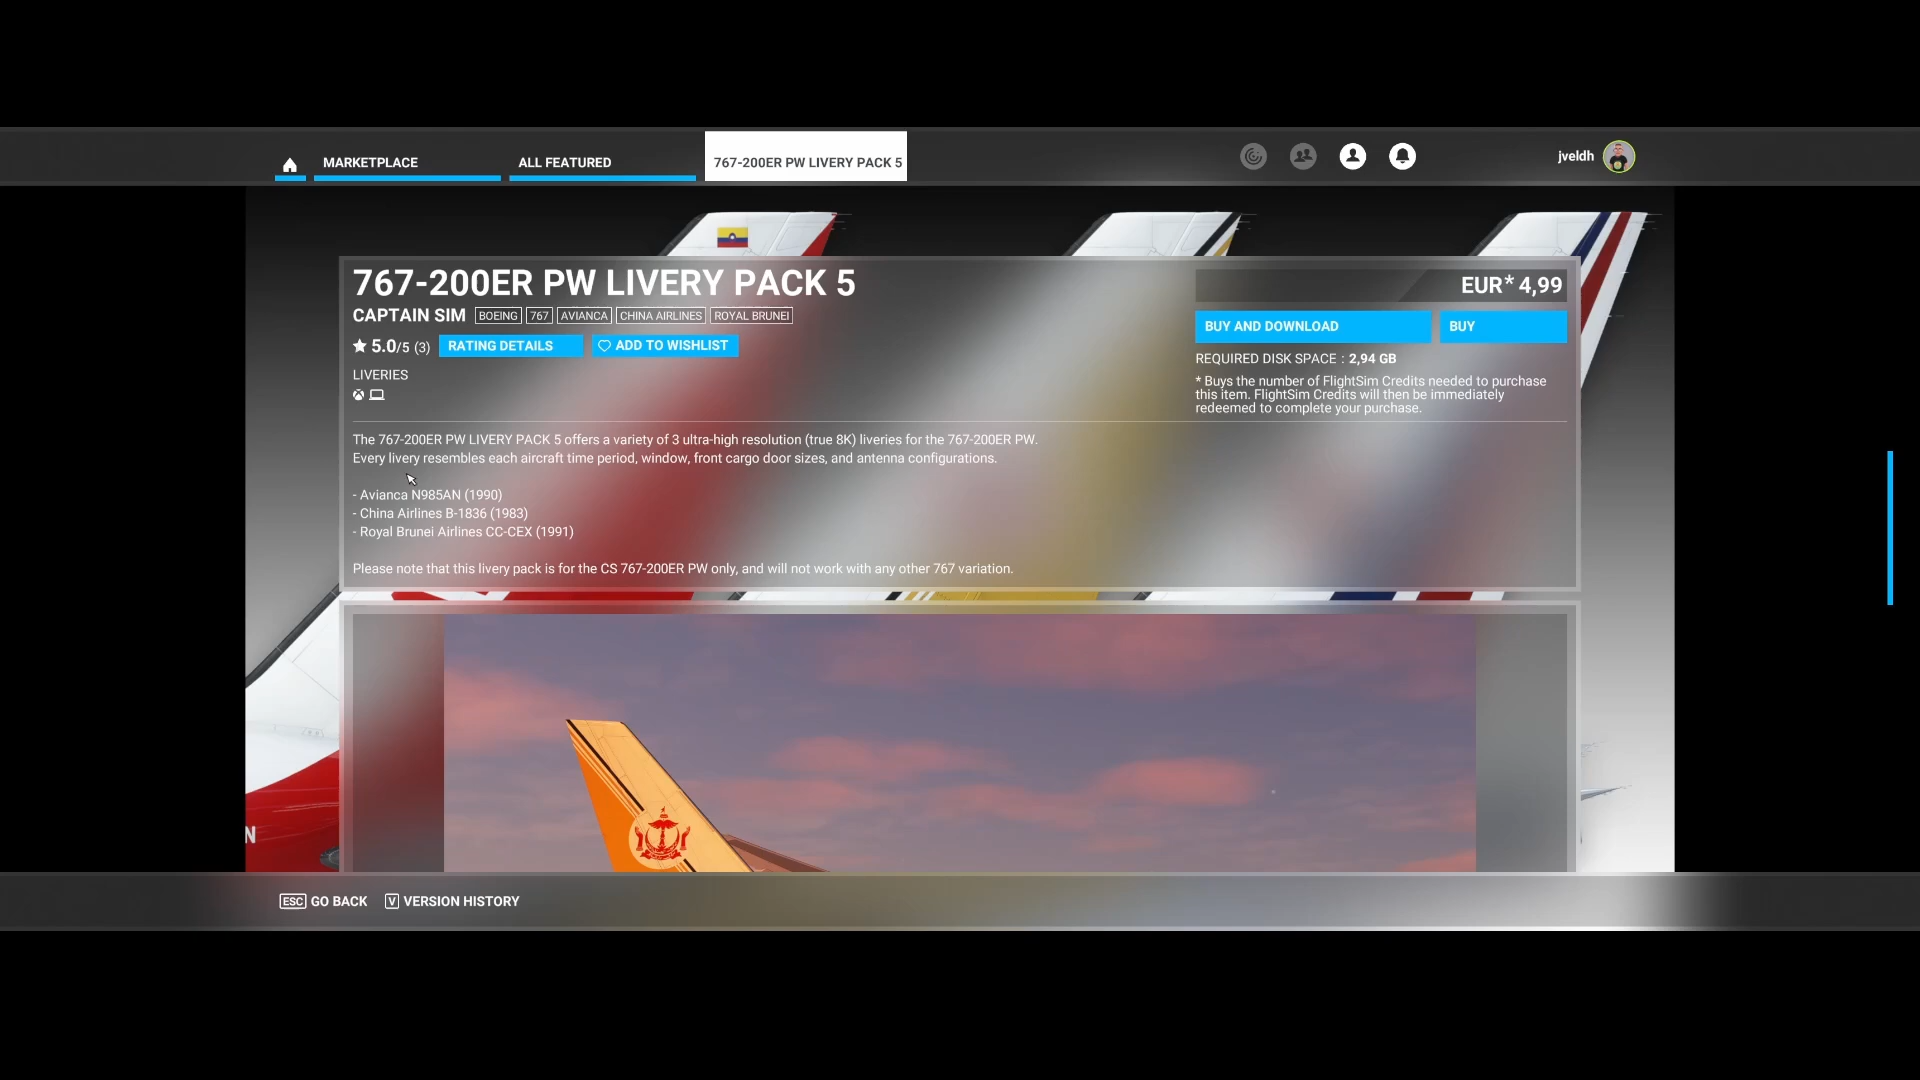 MARKETPLACE
ALL FEATURED
767-200ER PW LIVERY PACK 5
jveldh
767-200ER PW LIVERY PACK 5
CAPTAIN SIM BOEING 767 AVIANCA CHINA AIRLINES ROYAL BRUNEI
5.0/5 (3) RATING DETAILS ADD TO WISHLIST
LIVERIES
EUR* 4,99
BUY AND DOWNLOAD BUY
REQUIRED DISK SPACE : 2,94 GB
* Buys the number of FlightSim Credits needed to purchase
this item. FlightSim Credits will then be immediately
redeemed to complete your purchase.
The 767-200ER PW LIVERY PACK 5 offers a variety of 3 ultra-high resolution (true 8K) liveries for the 767-200ER PW.
Every livery resembles each aircraft time period, window, front cargo door sizes, and antenna configurations.
- Avianca N985AN (1990)
- China Airlines B-1836 (1983)
- Royal Brunei Airlines CC-CEX (1991)
Please note that this livery pack is for the CS 767-200ER PW only, and will not work with any other 767 variation.
N
ESC GO BACK V VERSION HISTORY